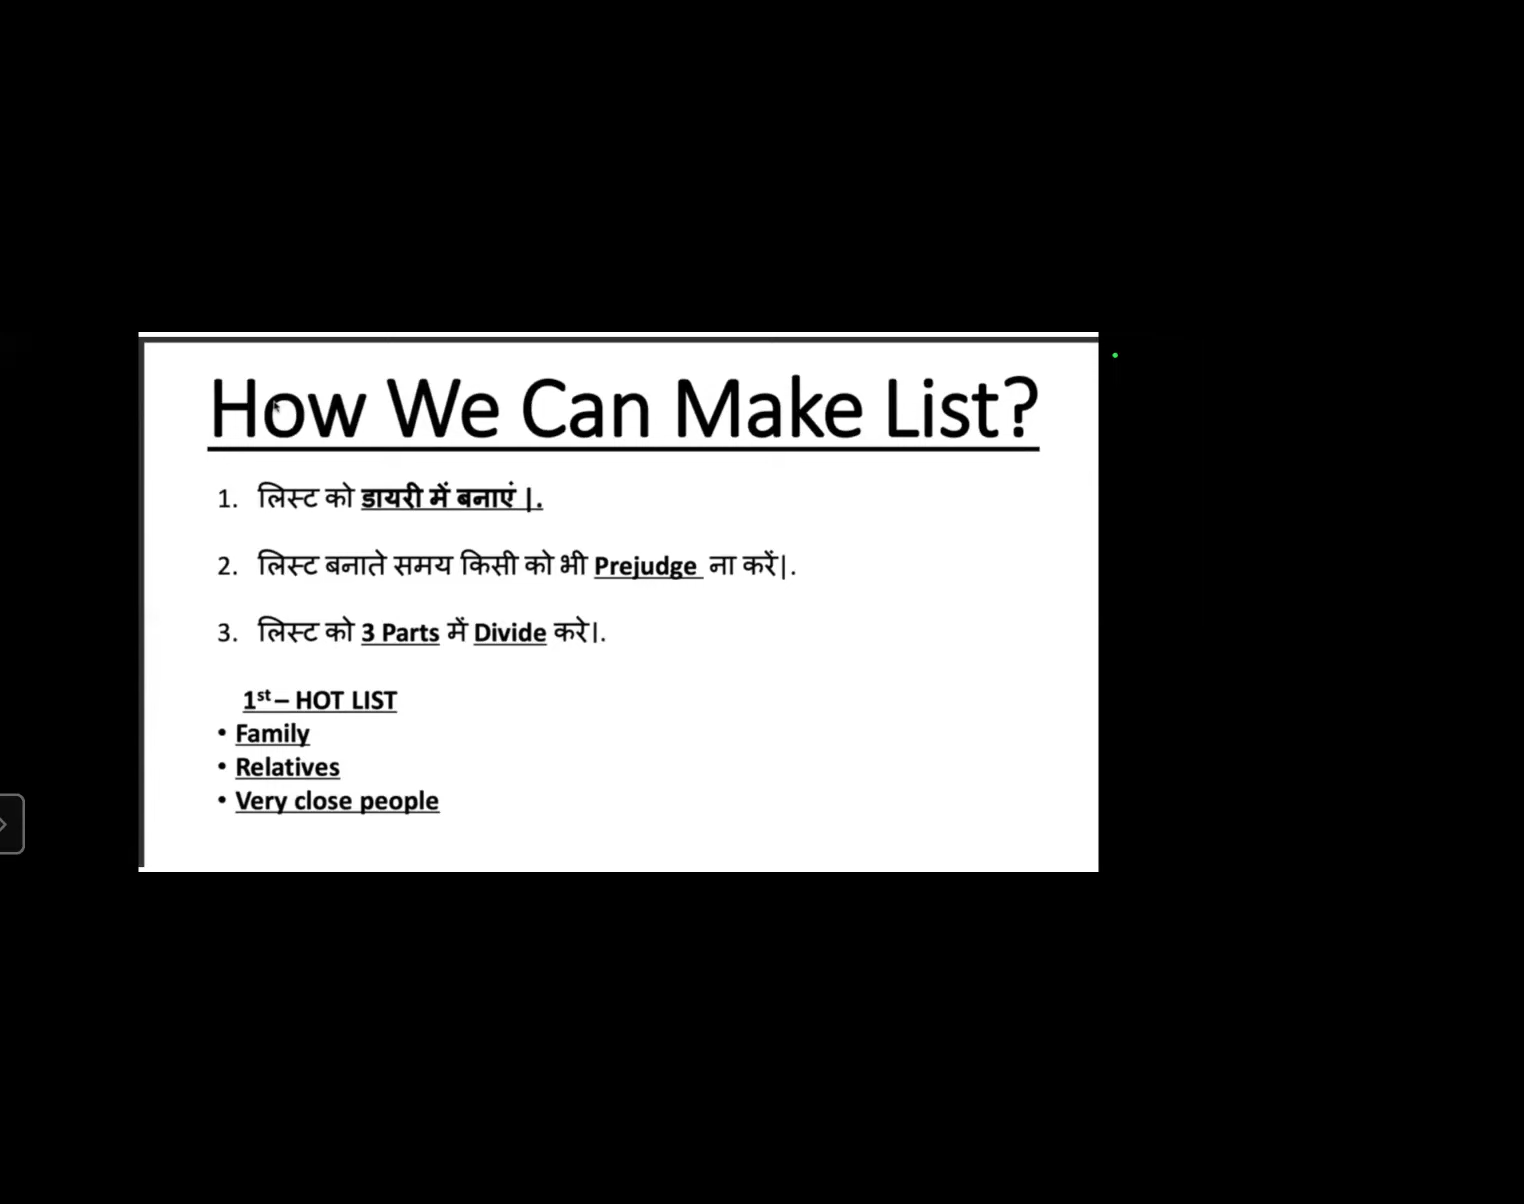 How We Can Make List?
1. लिस्ट को डायरी में बनाएं |.
2. लिस्ट बनाते समय किसी को भी Prejudge ना करें|.
3. लिस्ट को 3 Parts में Divide करे|.
1st – HOT LIST
• Family
• Relatives
• Very close people